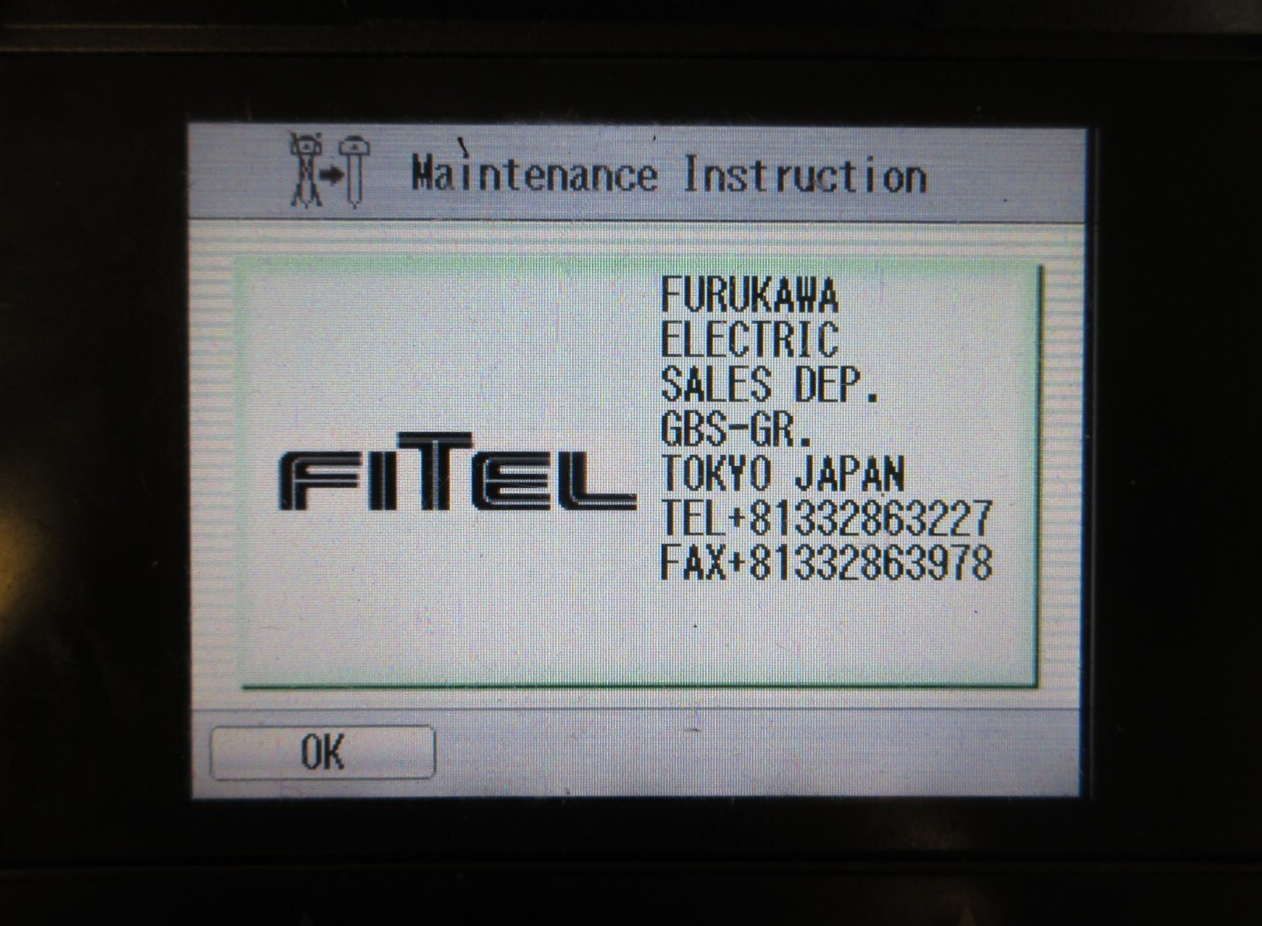 Maintenance Instruction
FITEL
FURUKAWA
ELECTRIC
SALES DEP.
GBS-GR.
TOKYO JAPAN
TEL+81332863227
FAX+81332863978
OK